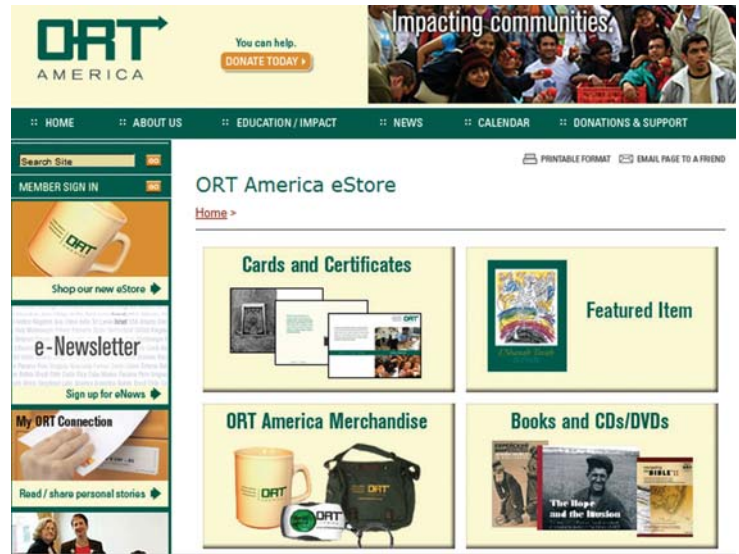 ORT
AMERICA
You can help.
DONATE TODAY
Impacting communities.
:: HOME :: ABOUT US :: EDUCATION / IMPACT :: NEWS :: CALENDAR :: DONATIONS & SUPPORT
Search Site GO
MEMBER SIGN IN GO
PRINTABLE FORMAT EMAIL PAGE TO A FRIEND
ORT America eStore
Home >
ORT
Shop our new eStore
e-Newsletter
Sign up for eNews
My ORT Connection
Read / share personal stories
Cards and Certificates
ORT
Featured Item
ORT America Merchandise
ORT
ORT
ORT
Books and CDs/DVDs
The Hope
and the Illusion
BIBLE